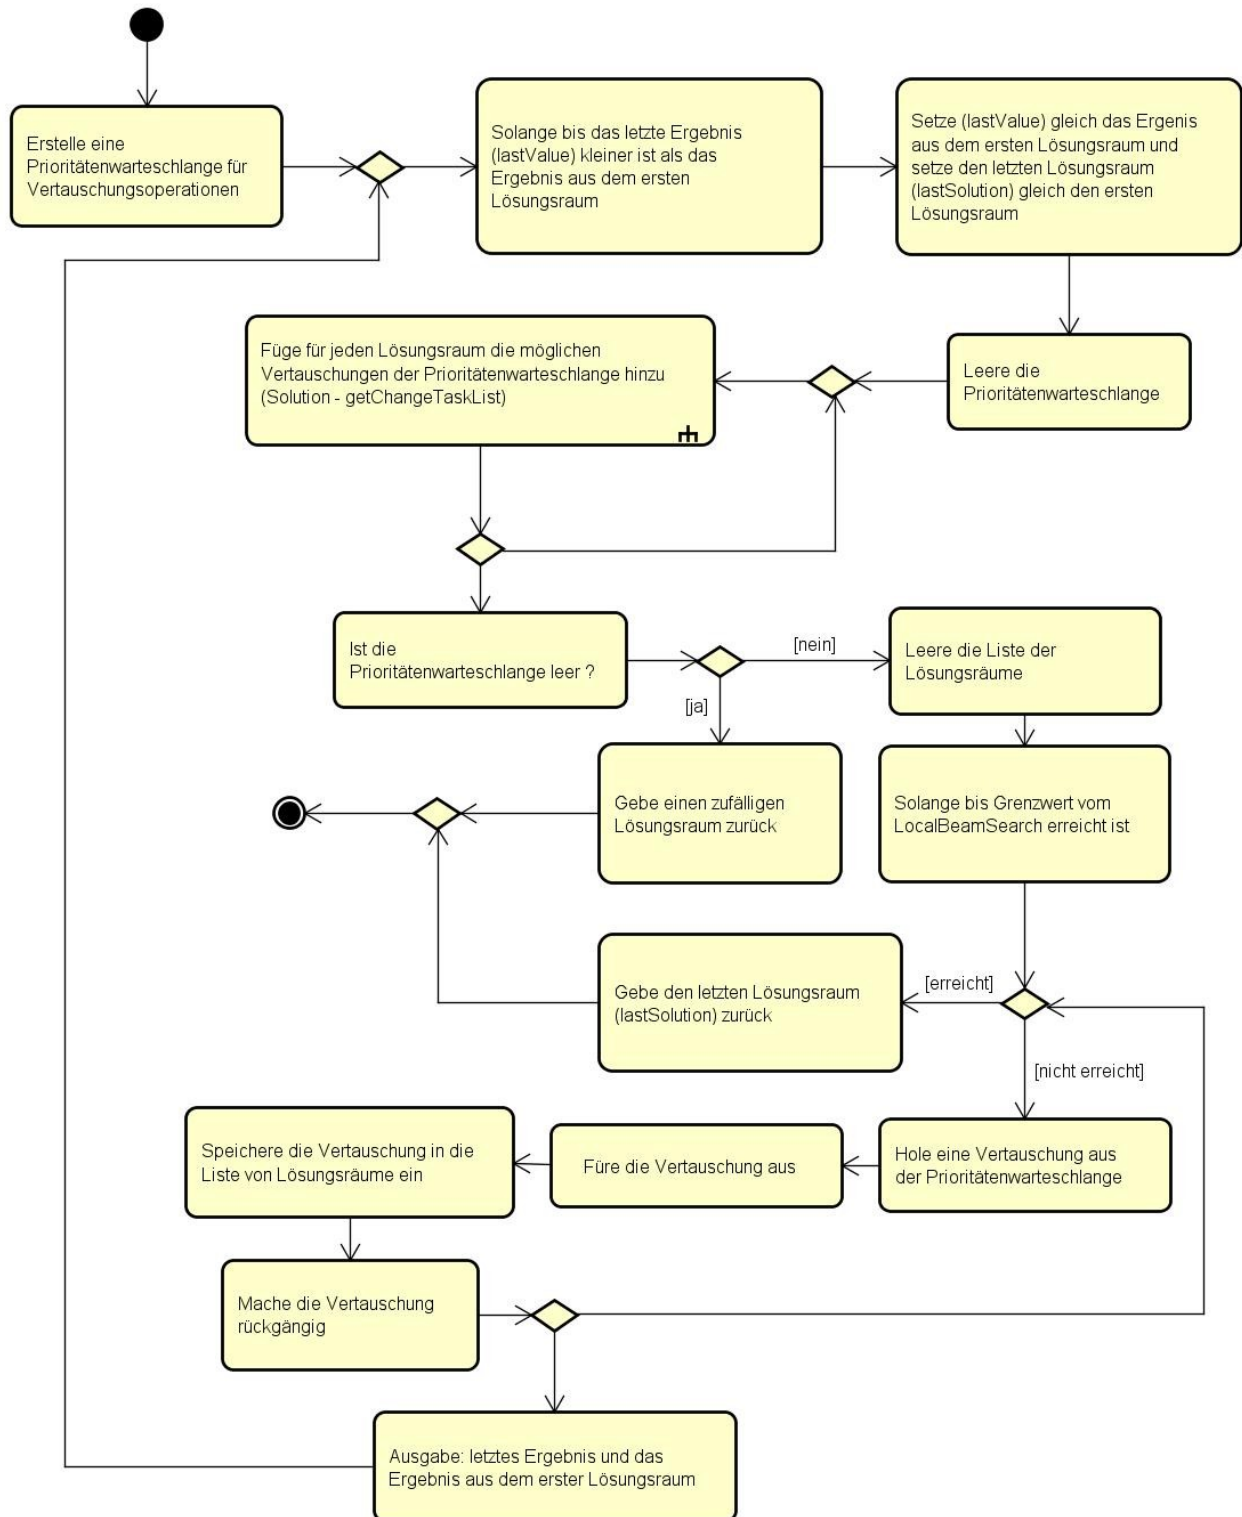 Erstelle eine
Prioritätenwarteschlange für
Vertauschungsoperationen
Solange bis das letzte Ergebnis
(lastValue) kleiner ist als das
Ergebnis aus dem ersten
Lösungsraum
Setze (lastValue) gleich das Ergenis
aus dem ersten Lösungsraum und
setze den letzten Lösungsraum
(lastSolution) gleich den ersten
Lösungsraum
Leere die
Prioritätenwarteschlange
Füge für jeden Lösungsraum die möglichen
Vertauschungen der Prioritätenwarteschlange hinzu
(Solution - getChangeTaskList)
Ist die
Prioritätenwarteschlange leer ?
[nein]
[ja]
Leere die Liste der
Lösungsräume
Gebe einen zufälligen
Lösungsraum zurück
Solange bis Grenzwert vom
LocalBeamSearch erreicht ist
Gebe den letzten Lösungsraum
(lastSolution) zurück
[erreicht]
[nicht erreicht]
Hole eine Vertauschung aus
der Prioritätenwarteschlange
Füre die Vertauschung aus
Speichere die Vertauschung in die
Liste von Lösungsräume ein
Mache die Vertauschung
rückgängig
Ausgabe: letztes Ergebnis und das
Ergebnis aus dem erster Lösungsraum